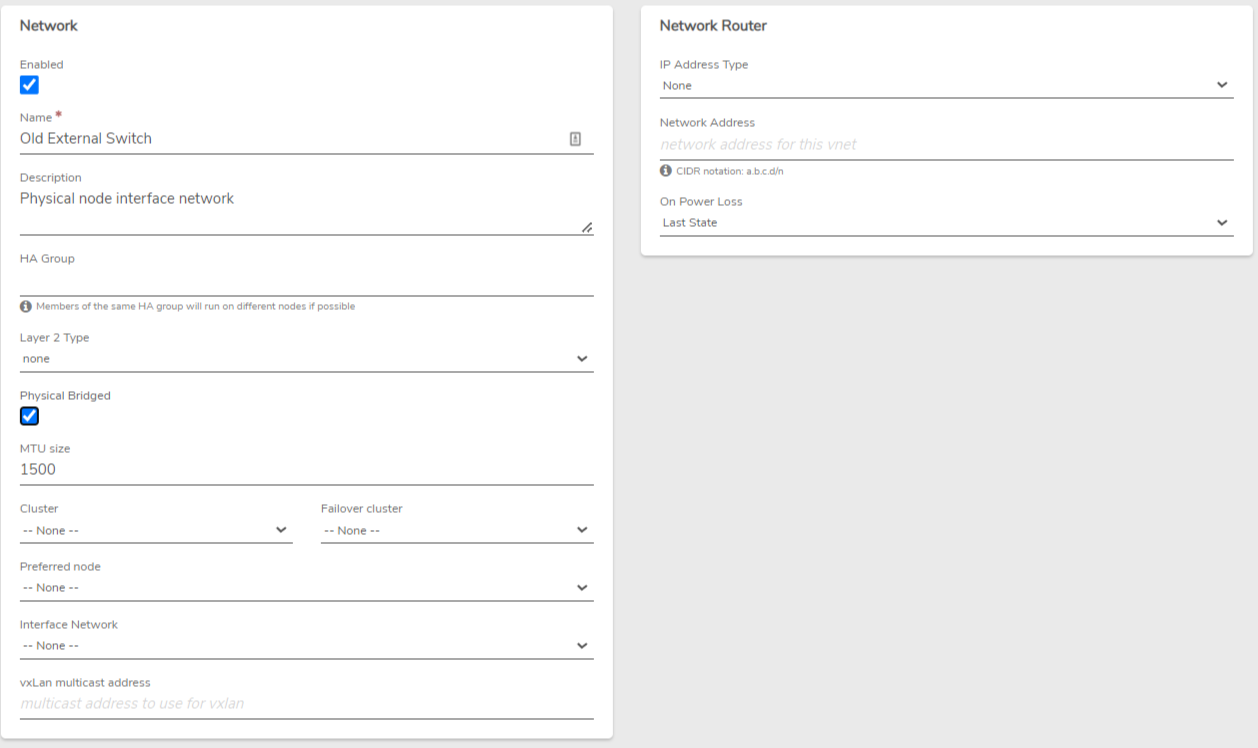 Network
Enabled
Name *
Old External Switch
Description
Physical node interface network
HA Group
Members of the same HA group will run on different nodes if possible
Layer 2 Type
none
Physical Bridged
MTU size
1500
Cluster
-- None --
Failover cluster
-- None --
Preferred node
-- None --
Interface Network
-- None --
vxLan multicast address
multicast address to use for vxlan
Network Router
IP Address Type
None
Network Address
network address for this vnet
CIDR notation: a.b.c.d/n
On Power Loss
Last State